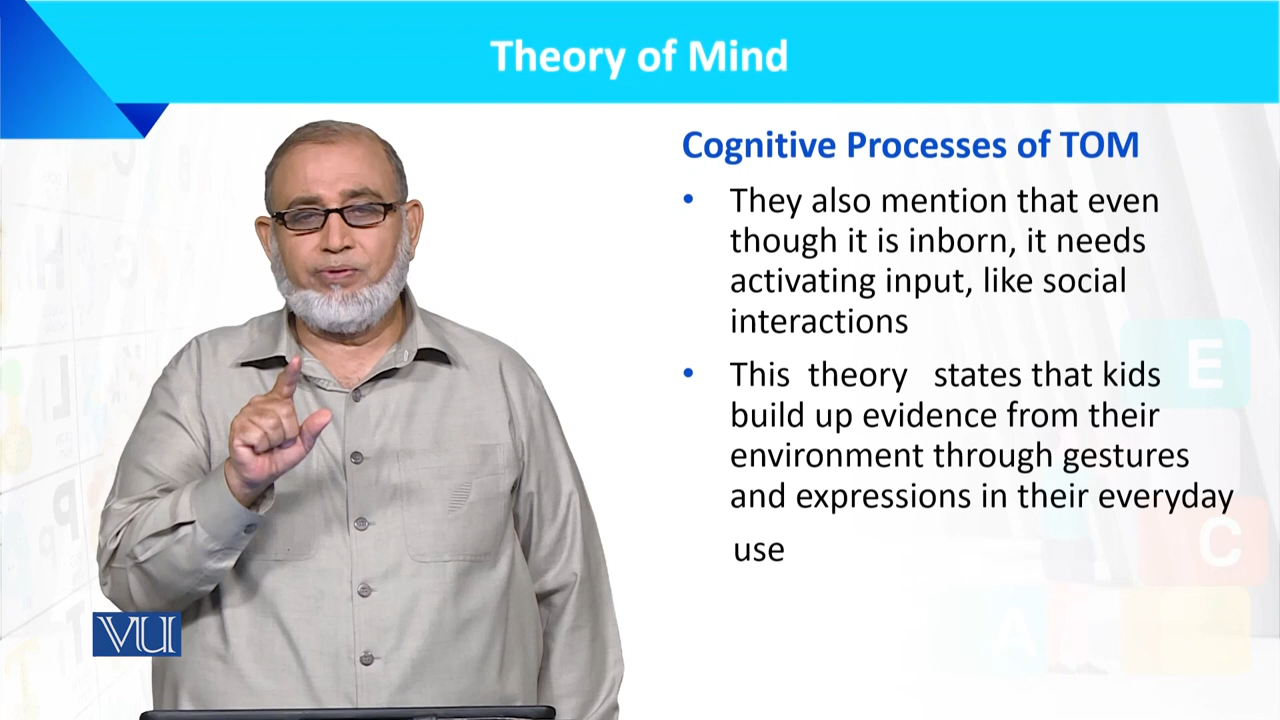 Theory of Mind
Cognitive Processes of TOM
• They also mention that even
though it is inborn, it needs
activating input, like social
interactions
• This theory states that kids
build up evidence from their
environment through gestures
and expressions in their everyday
use
VU
E
C
A